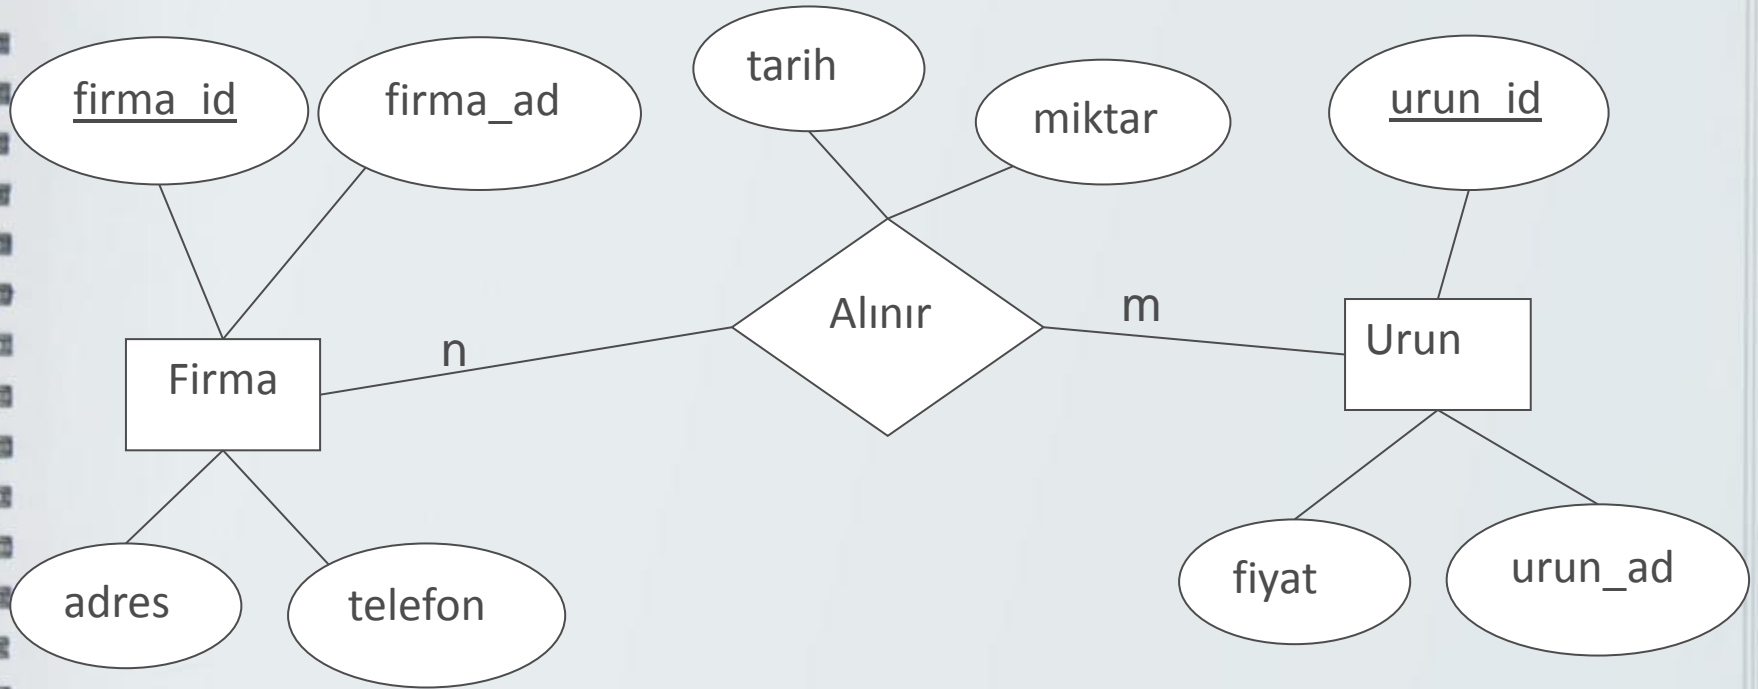 tarih
firma_id
firma_ad
miktar
urun_id
Alınır
n
m
Firma
Urun
adres
telefon
fiyat
urun_ad